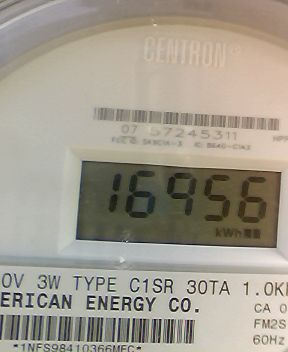 CENTRON®
07 57245311
16956
kWh
0V 3W TYPE C1SR 30TA 1.0K
ERICAN ENERGY CO.
CA 0
FM2S
60Hz
*1NFS98410366MEC*